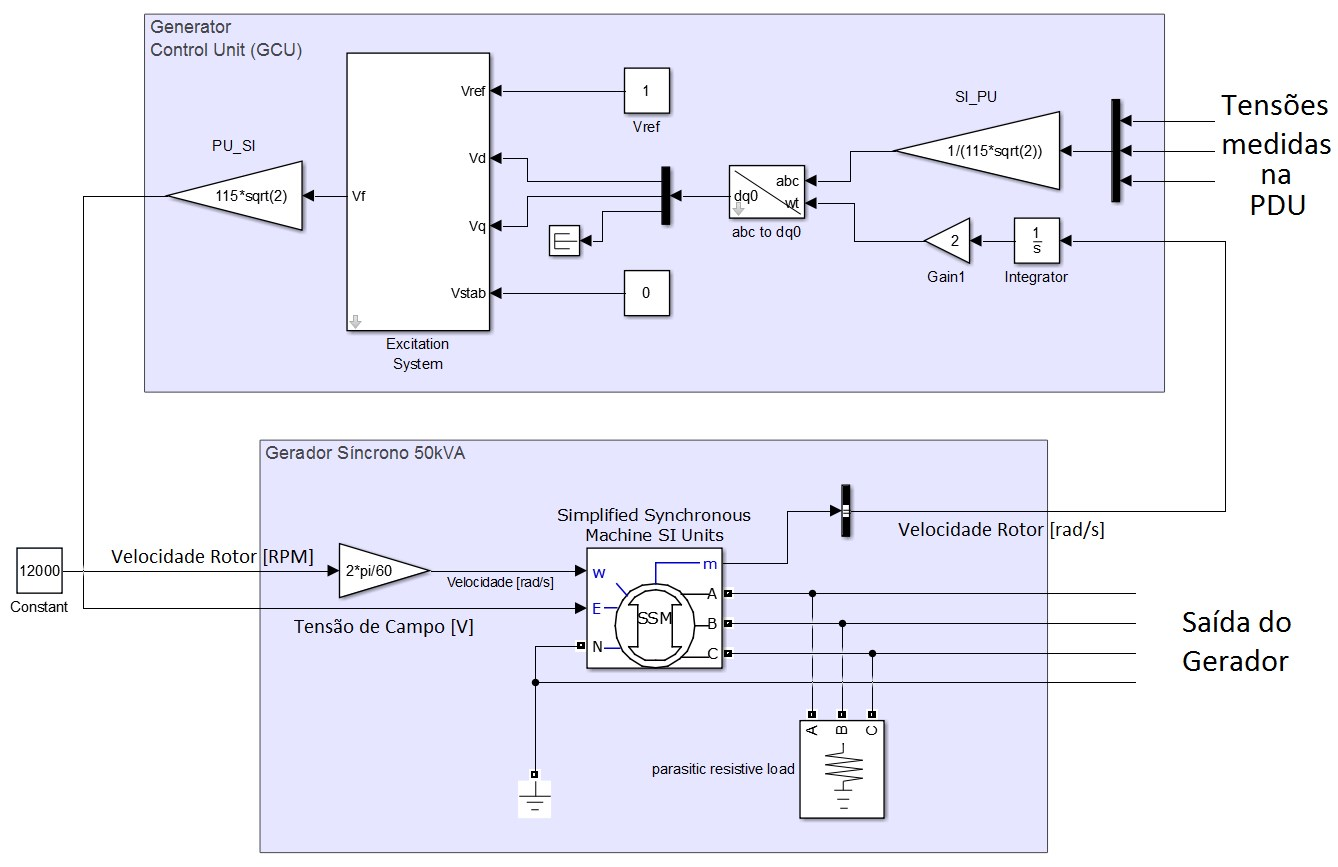 Generator
Control Unit (GCU)
Vref
Vd
Vq
Vstab
Vf
Excitation
System
PU_SI
115*sqrt(2)
1
Vref
0
dq0
abc
wt
abc to dq0
SI_PU
1/(115*sqrt(2))
2
Gain1
1
s
Integrator
Tensões
medidas
na
PDU
Gerador Síncrono 50kVA
12000
Constant
Velocidade Rotor [RPM]
2*pi/60
Velocidade [rad/s]
Tensão de Campo [V]
Simplified Synchronous
Machine SI Units
w
E
N
SSM
m
A
B
C
Velocidade Rotor [rad/s]
Saída do
Gerador
A
B
C
parasitic resistive load